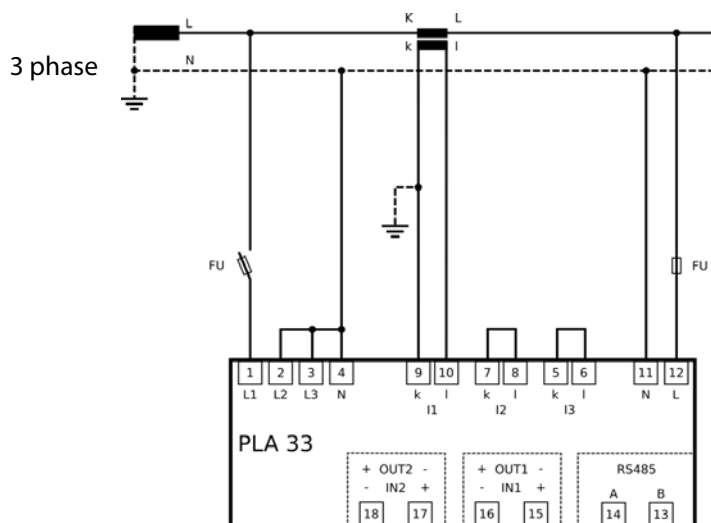 L K L
3 phase N k l
FU FU
1 2 3 4 9 10 7 8 5 6 11 12
L1 L2 L3 N k l k l k l N L
I1 I2 I3
PLA 33
+ OUT2 - + OUT1 - RS485
- IN2 + - IN1 + A B
18 17 16 15 14 13